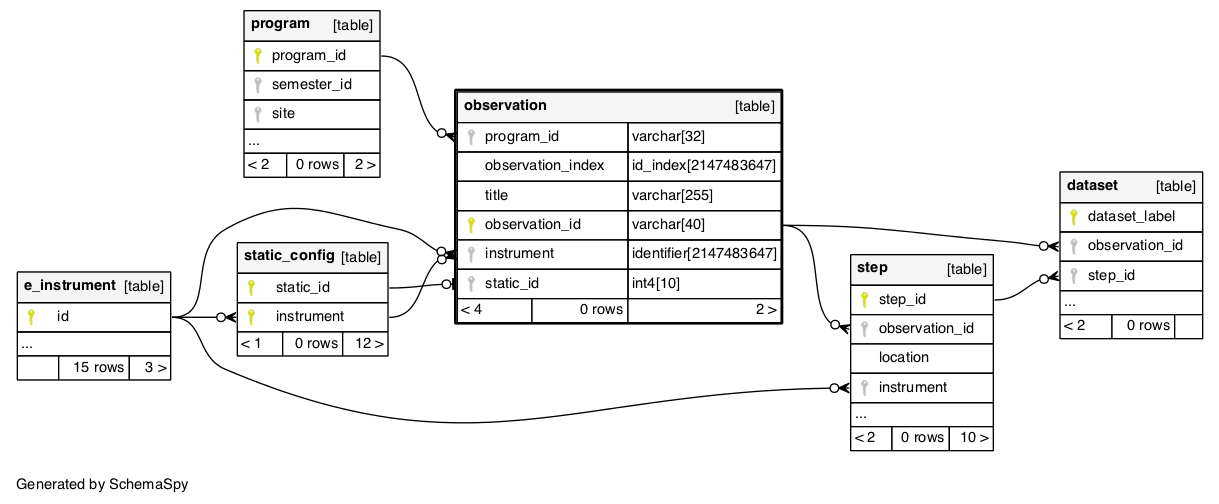 program [table]
program_id
semester_id
site
...
< 2 0 rows 2 >
observation [table]
program_id varchar[32]
observation_index id_index[2147483647]
title varchar[255]
observation_id varchar[40]
instrument identifier[2147483647]
static_id int4[10]
< 4 0 rows 2 >
dataset [table]
dataset_label
observation_id
step_id
...
< 2 0 rows
static_config [table]
static_id
instrument
< 1 0 rows 12 >
step [table]
step_id
observation_id
location
instrument
...
< 2 0 rows 10 >
e_instrument [table]
id
...
15 rows 3 >
Generated by SchemaSpy